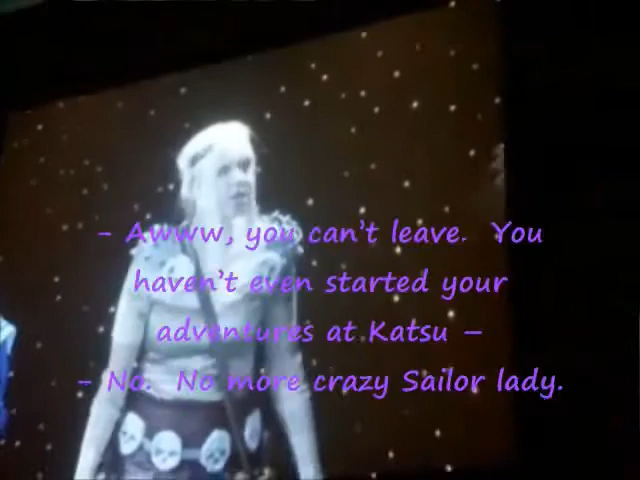 - Awww, you can't leave.  You
haven't even started your
adventures at Katsu –
- No.  No more crazy Sailor lady.